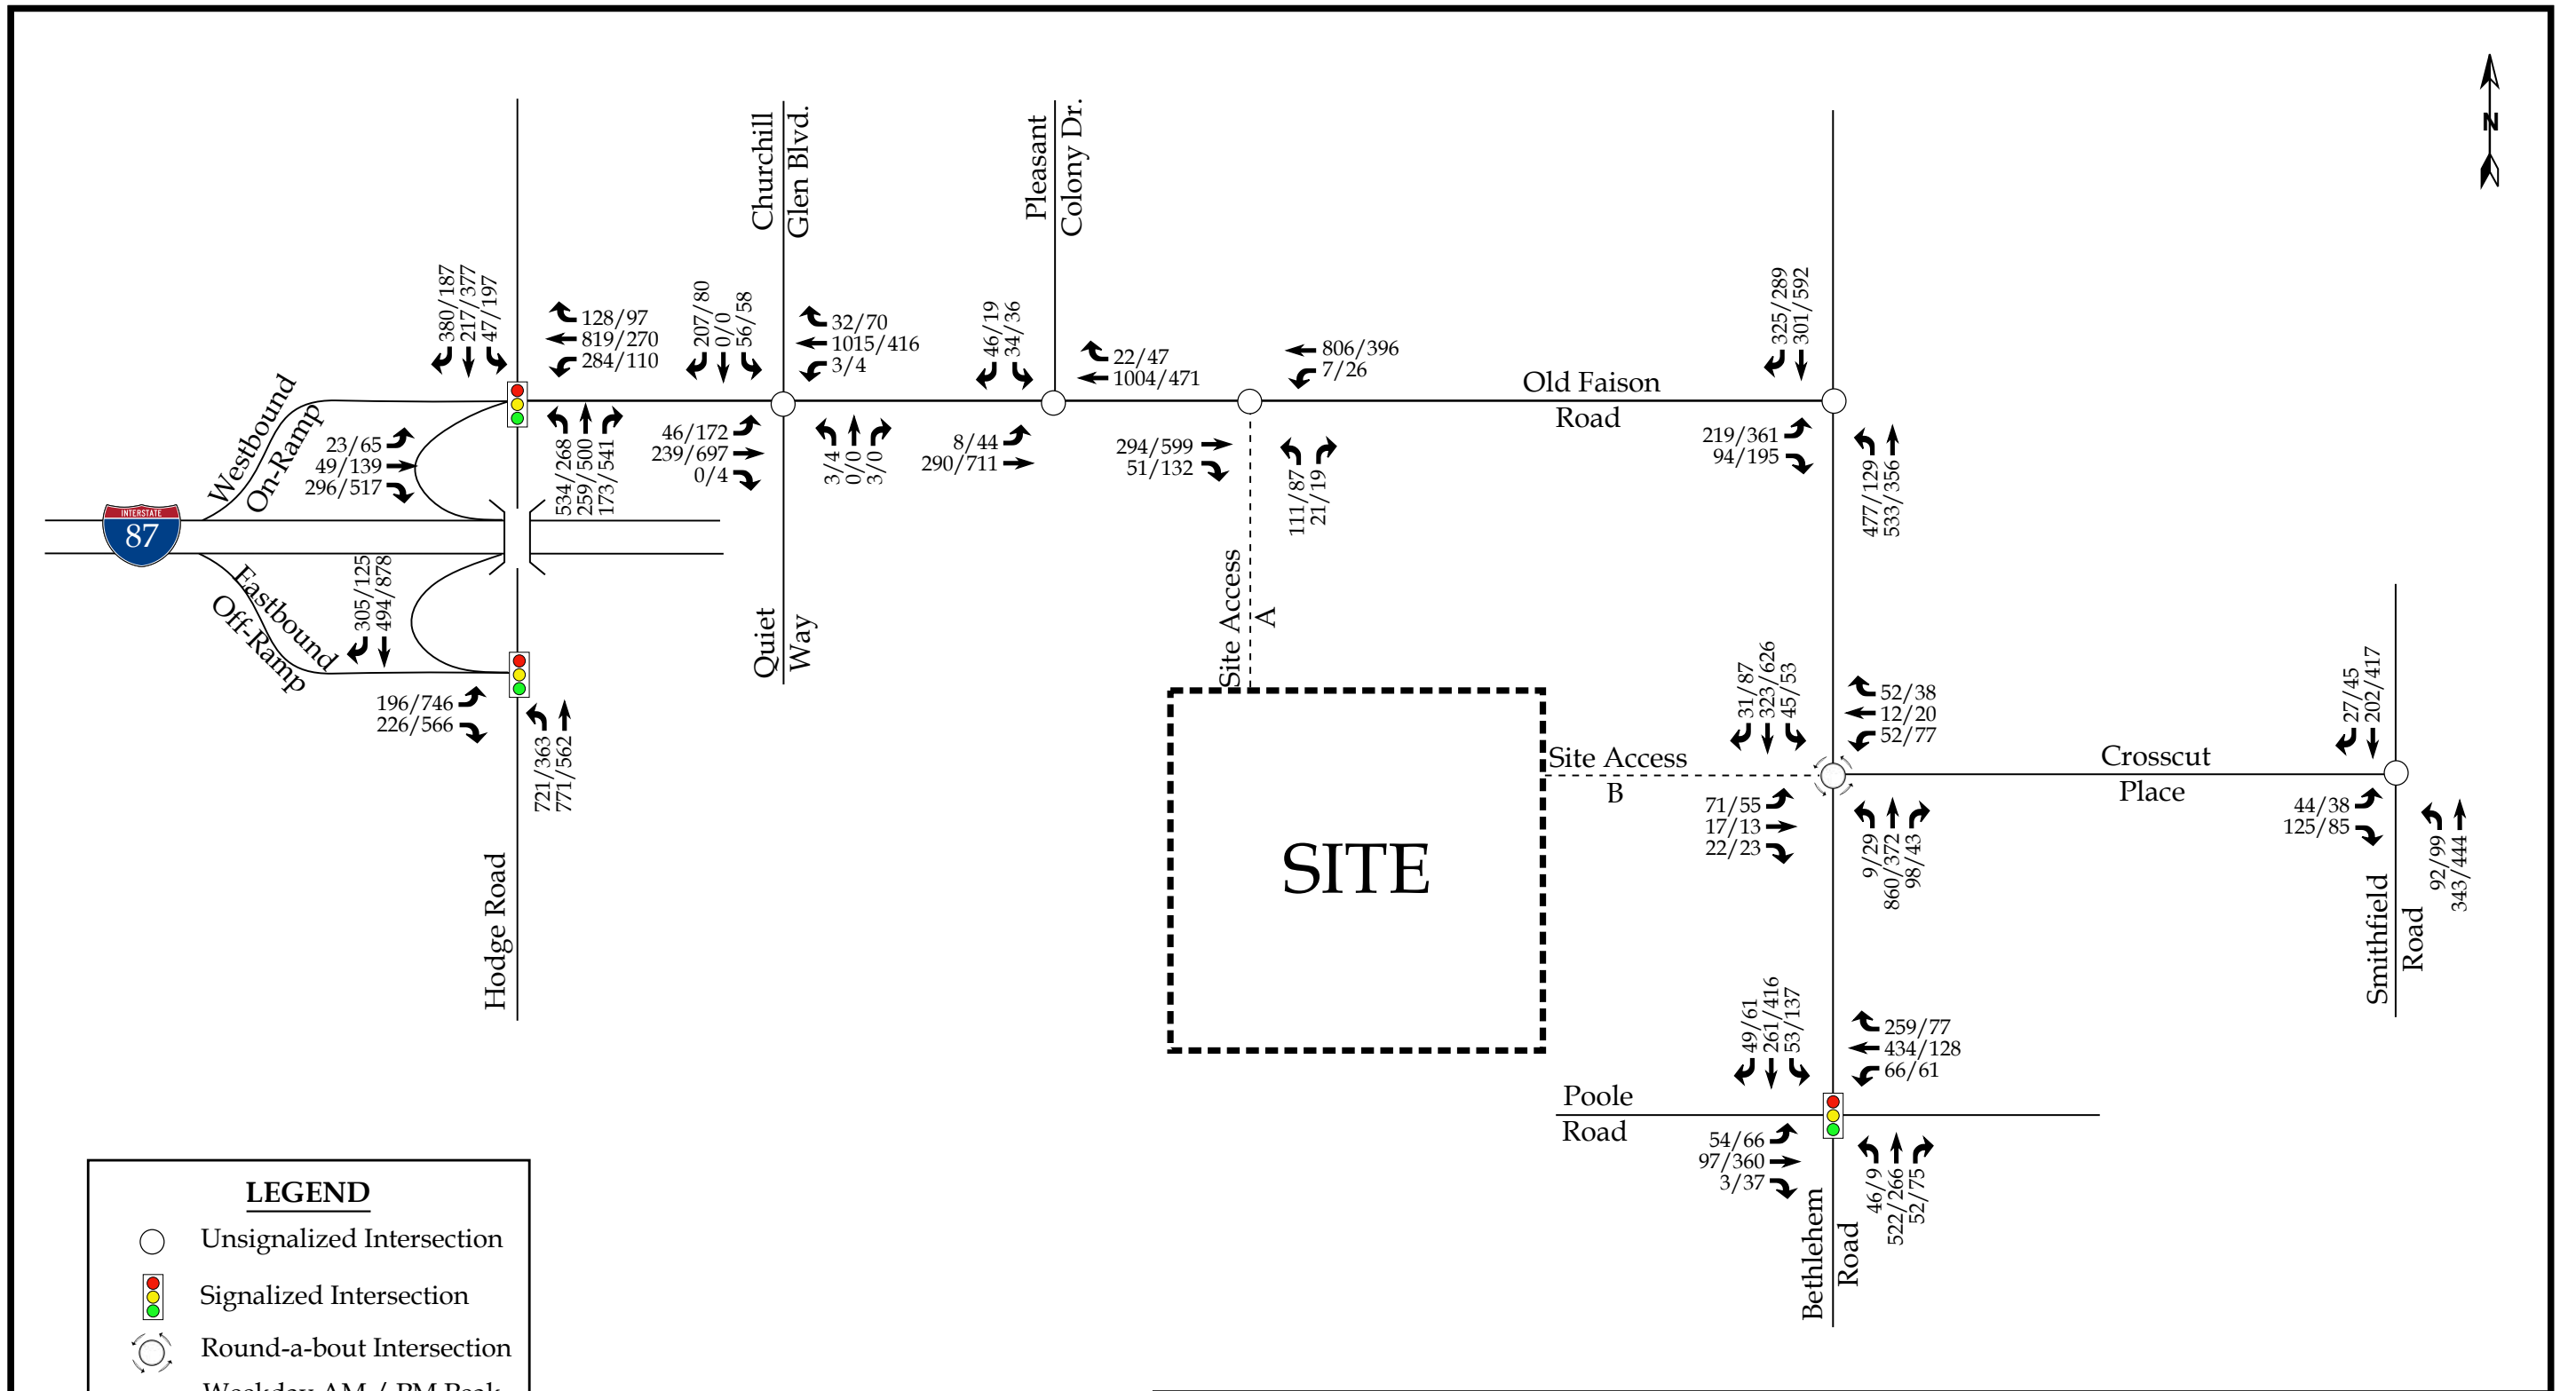 N
Churchill
Glen Blvd.
Pleasant
Colony Dr.
380/187
217/377
47/197
128/97
819/270
284/110
207/80
0/0
56/58
32/70
1015/416
3/4
46/19
34/36
22/47
1004/471
806/396
7/26
Old Faison
Road
325/289
301/592
Westbound
On-Ramp
23/65
49/139
296/517
534/268
259/500
173/541
46/172
239/697
0/4
3/4
0/0
3/0
8/44
290/711
294/599
51/132
111/87
21/19
219/361
94/195
477/129
533/356
INTERSTATE
87
Eastbound
Off-Ramp
305/125
494/878
196/746
226/566
721/363
771/562
Quiet
Way
Site Access
A
Hodge Road
SITE
Site Access
B
31/87
323/626
45/53
52/38
12/20
52/77
71/55
17/13
22/23
9/29
860/372
98/43
Crosscut
Place
27/45
202/417
44/38
125/85
92/99
343/444
Smithfield
Road
49/61
261/416
53/137
259/77
434/128
66/61
Poole
Road
54/66
97/360
3/37
46/9
522/266
52/75
Bethlehem
Road
LEGEND
Unsignalized Intersection
Signalized Intersection
Round-a-bout Intersection
Weekday AM / PM Peak